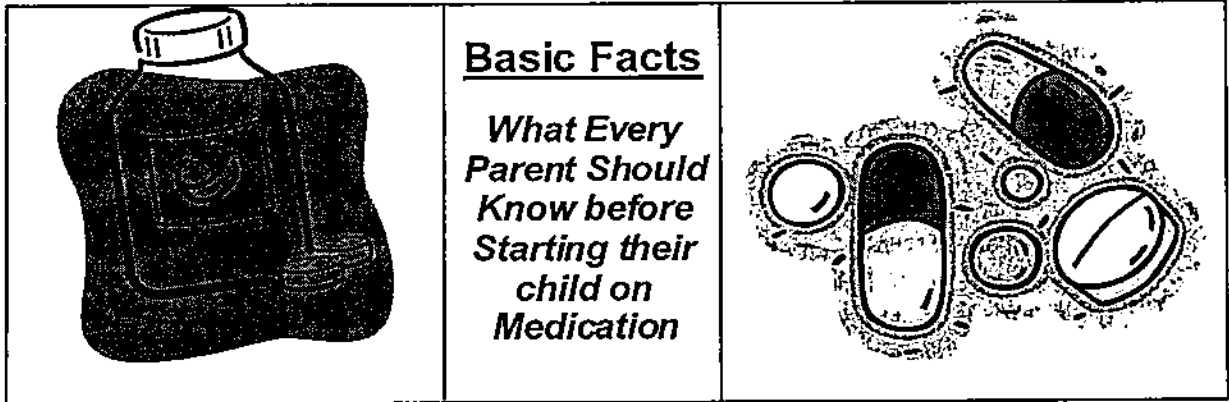 Basic Facts
What Every
Parent Should
Know before
Starting their
child on
Medication